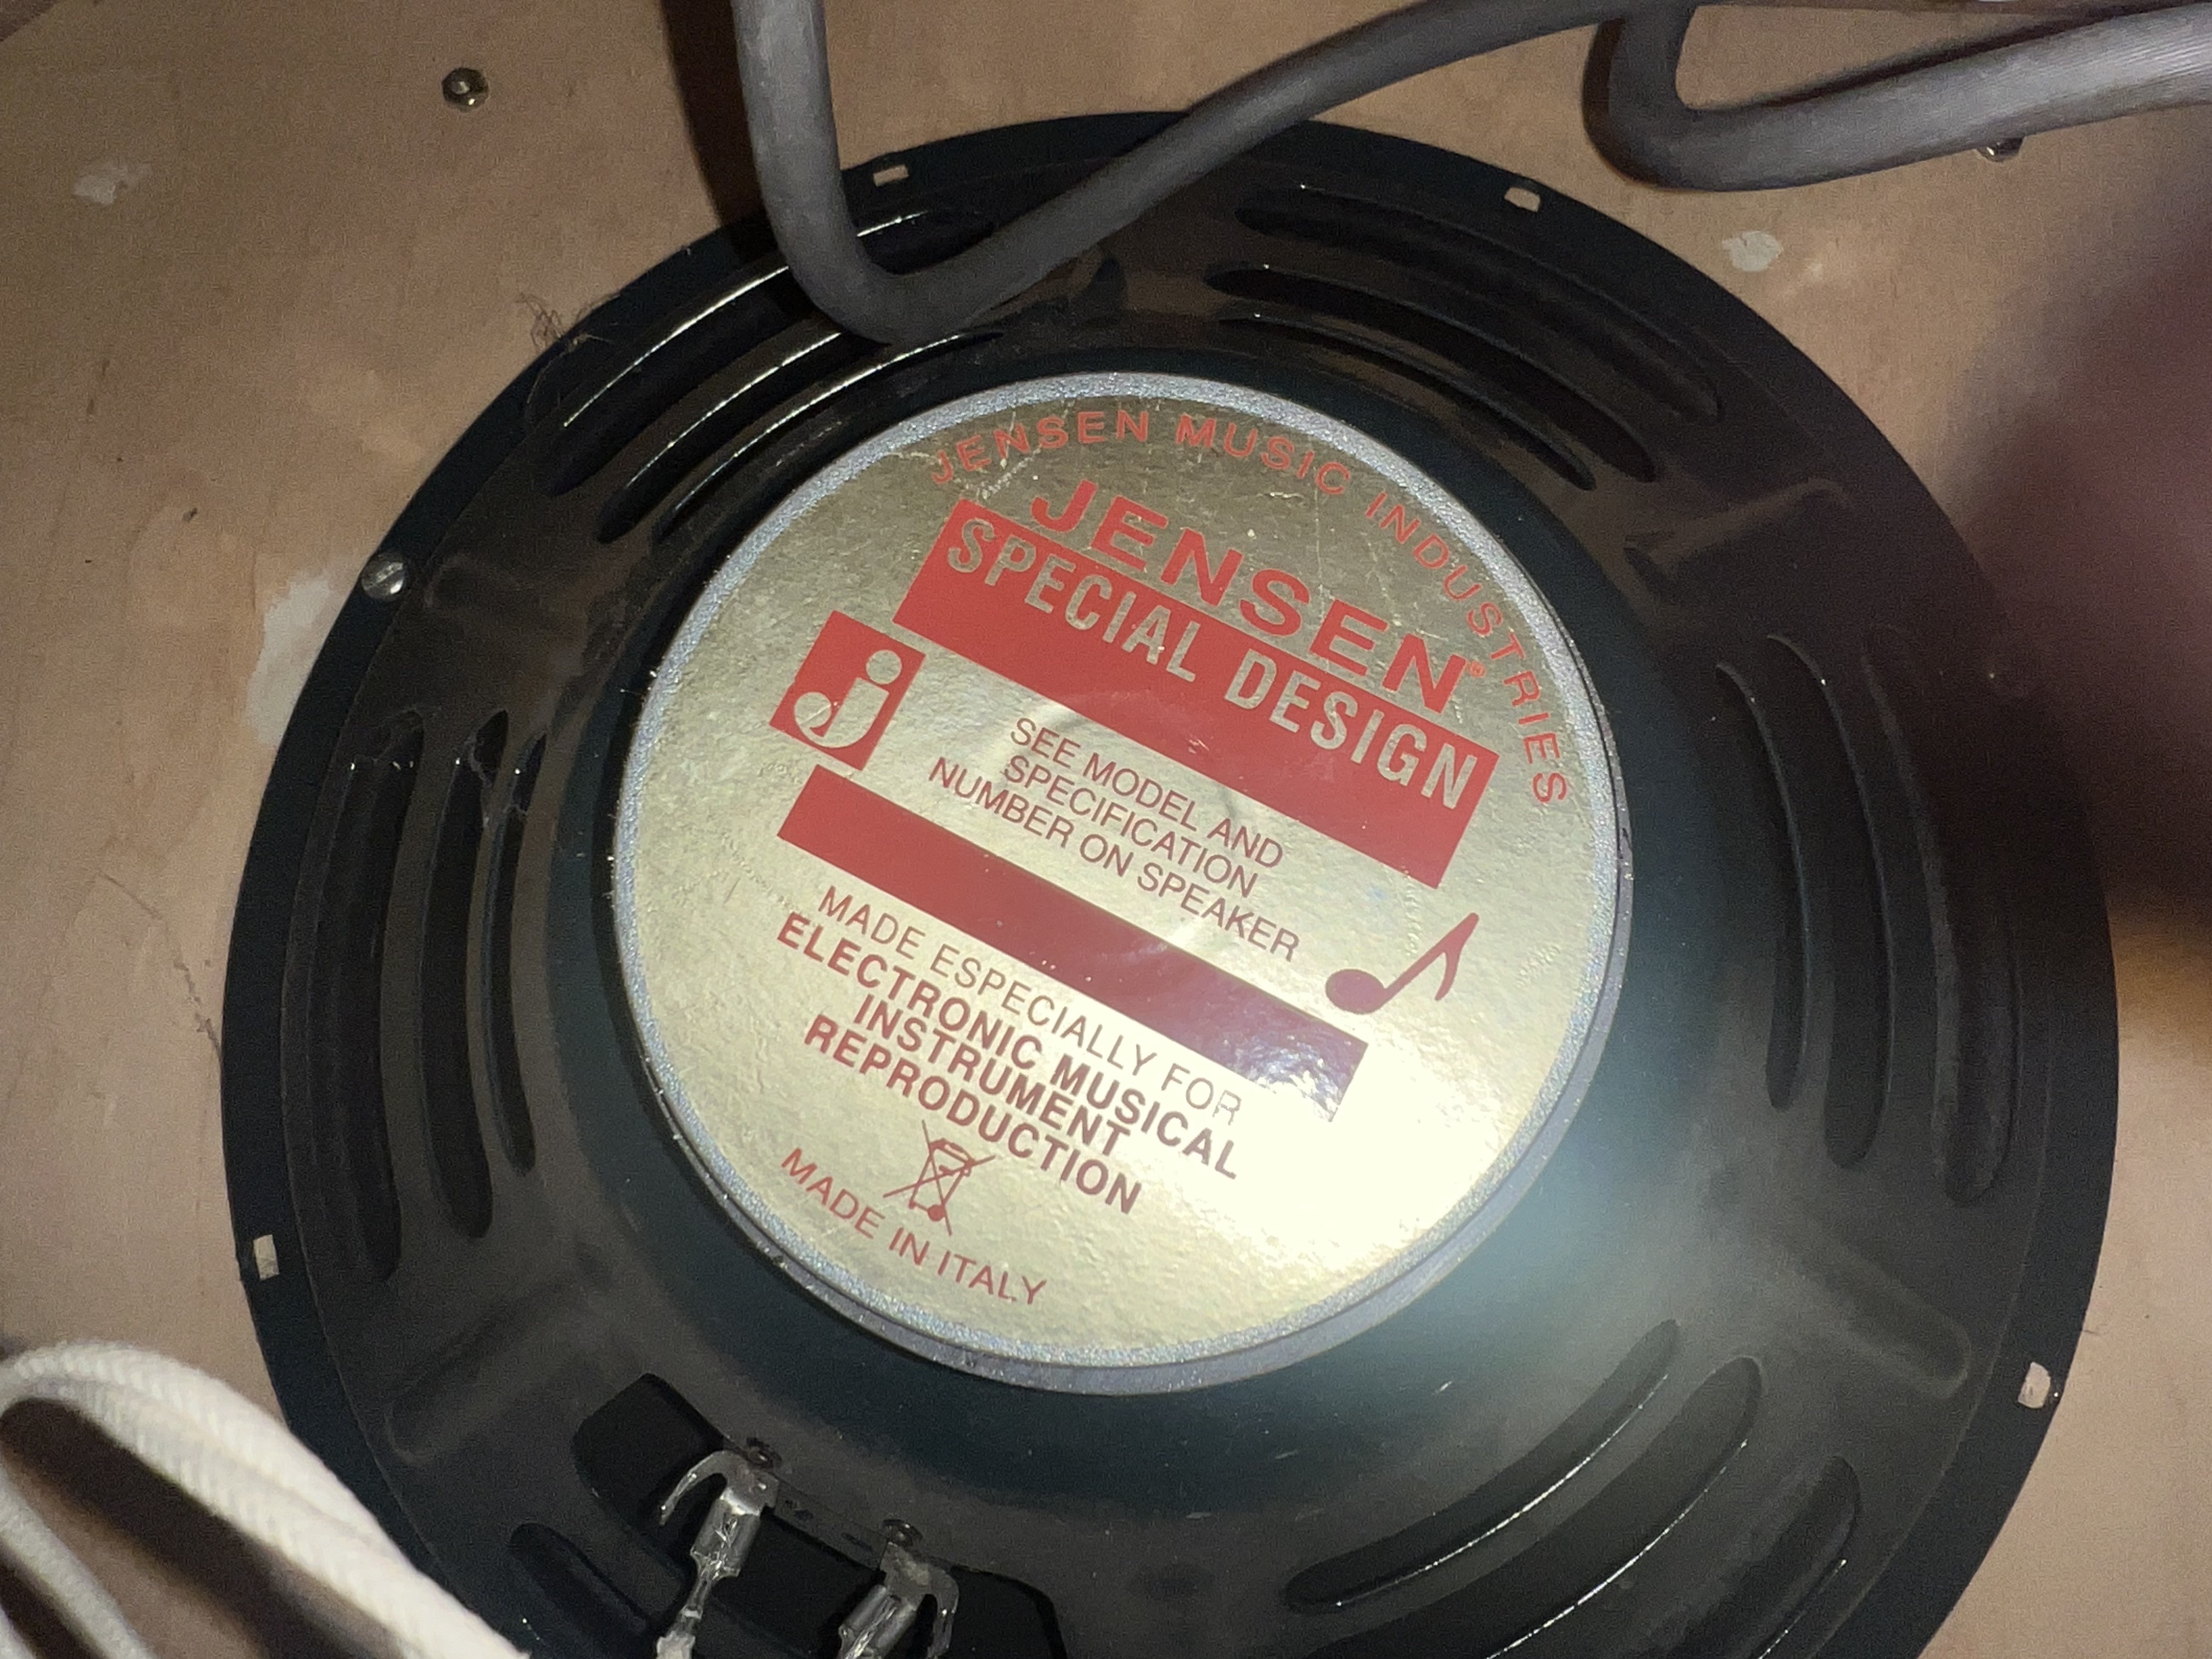 JENSEN MUSIC INDUSTRIES
JENSEN®
SPECIAL DESIGN
j
SEE MODEL AND
SPECIFICATION
NUMBER ON SPEAKER
MADE ESPECIALLY FOR
ELECTRONIC MUSICAL
INSTRUMENT
REPRODUCTION
MADE IN ITALY